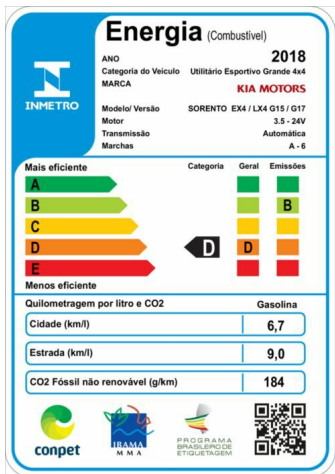 Energia (Combustível)
ANO 2018
Categoria do Veículo Utilitário Esportivo Grande 4x4
MARCA KIA MOTORS
INMETRO
Modelo/ Versão SORENTO EX4 / LX4 G15 / G17
Motor 3.5 - 24V
Transmissão Automática
Marchas A - 6
Mais eficiente Categoria Geral Emissões
A
B B
C
D D D
E
Menos eficiente
Quilometragem por litro e CO2 Gasolina
Cidade (km/l) 6,7
Estrada (km/l) 9,0
CO2 Fóssil não renovável (g/km) 184
conpet
IBAMA
MMA
PROGRAMA
BRASILEIRO DE
ETIQUETAGEM